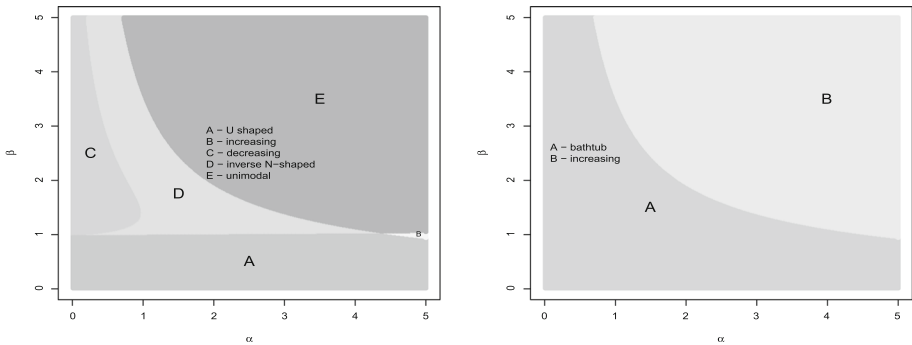 5
4
3
2
1
0
β
E
A − U shaped
B − increasing
C − decreasing
D − inverse N−shaped
E − unimodal
C
D
B
A
0 1 2 3 4 5
α
5
4
3
2
1
0
β
B
A − bathtub
B − increasing
A
0 1 2 3 4 5
α